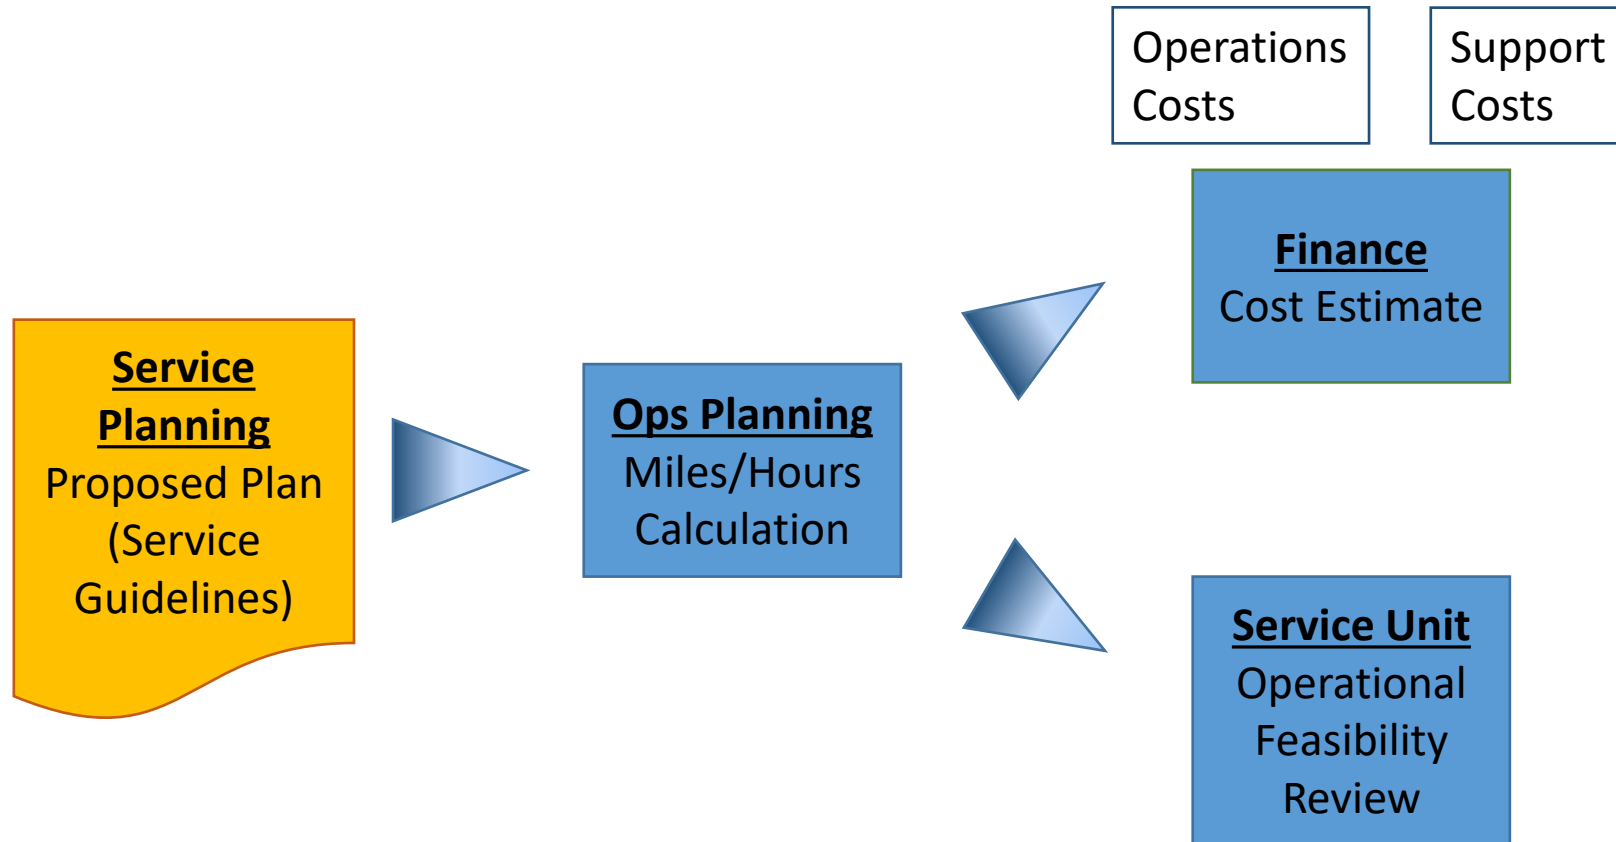 Operations
Costs
Support
Costs
Finance
Cost Estimate
Service
Planning
Proposed Plan
(Service
Guidelines)
Ops Planning
Miles/Hours
Calculation
Service Unit
Operational
Feasibility
Review